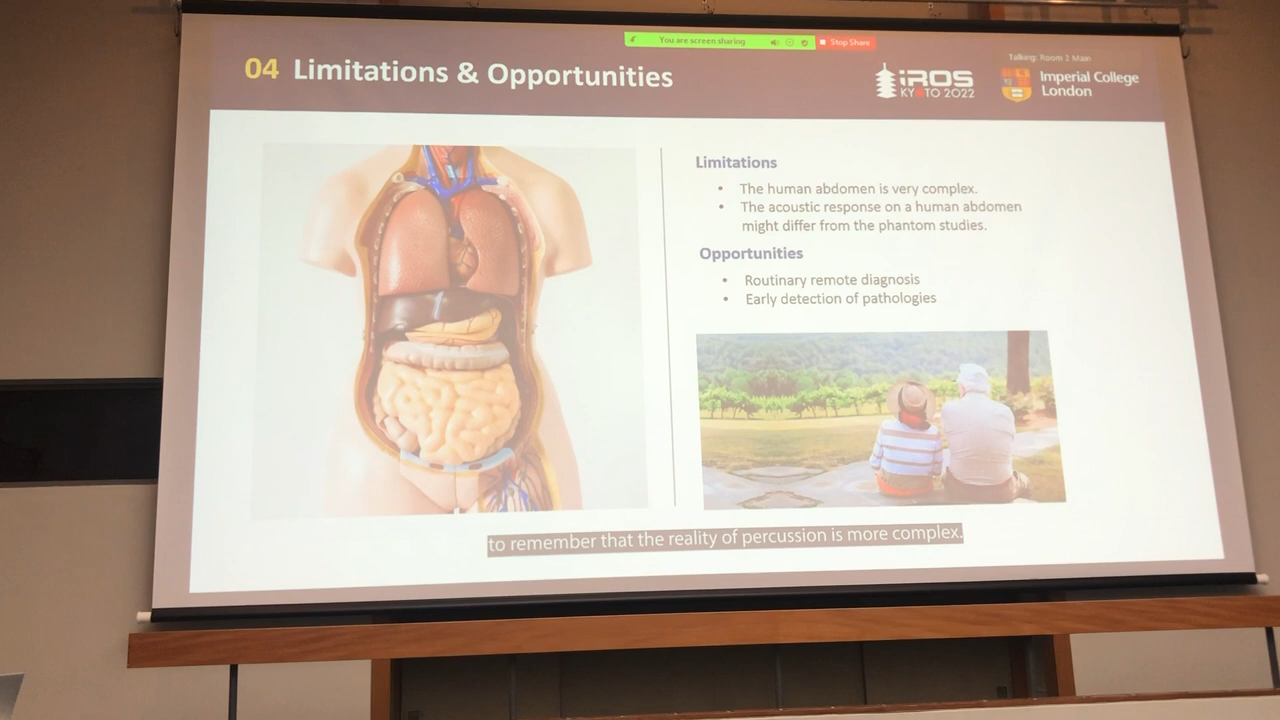 You are screen sharing
Stop Share
Talking: Room 2 Main
04 Limitations & Opportunities
iROS
KYOTO 2022
Imperial College
London
Limitations
• The human abdomen is very complex.
• The acoustic response on a human abdomen
might differ from the phantom studies.
Opportunities
• Routinary remote diagnosis
• Early detection of pathologies
to remember that the reality of percussion is more complex.